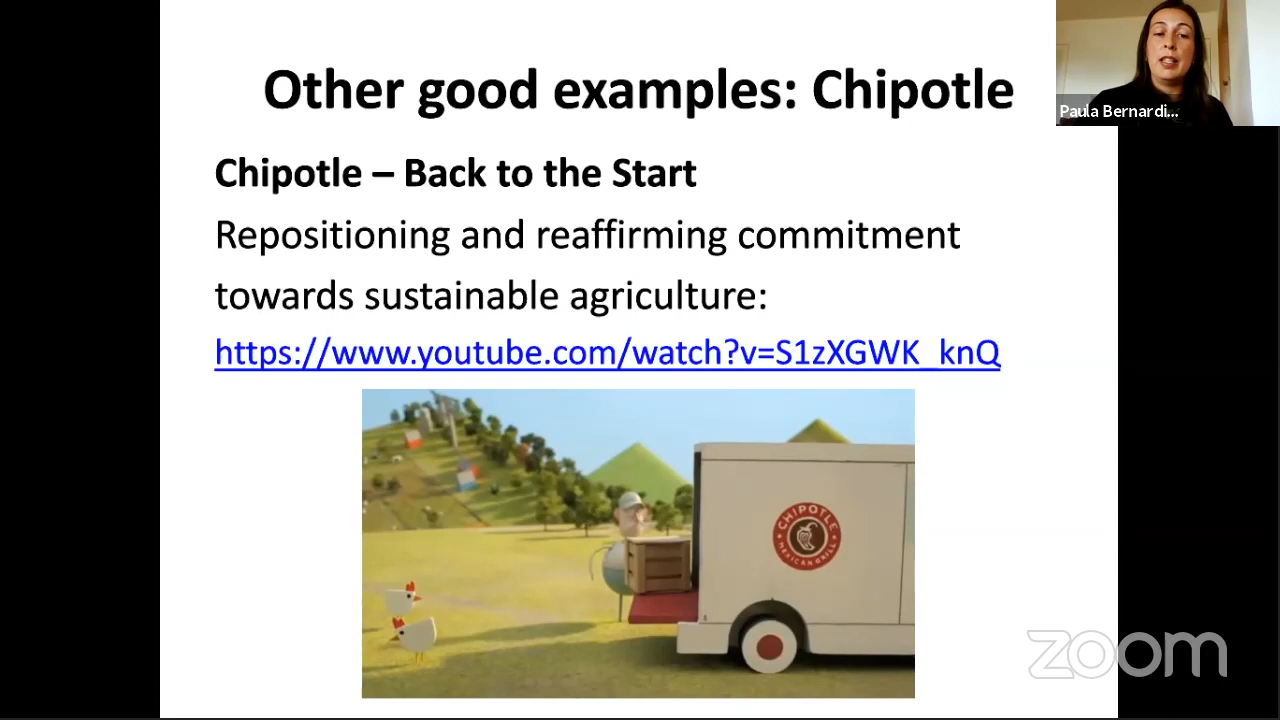 Other good examples: Chipotle
Paula Bernardi...
Chipotle – Back to the Start
Repositioning and reaffirming commitment
towards sustainable agriculture:
https://www.youtube.com/watch?v=S1zXGWK_knQ
CHIPOTLE
MEXICAN GRILL
zoom